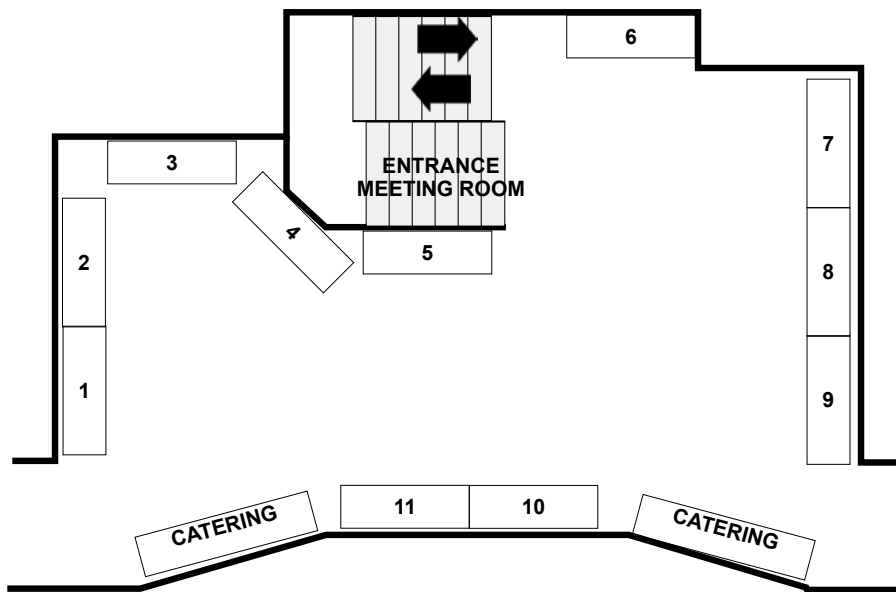 6
7
3
ENTRANCE
MEETING ROOM
4
5
2
8
1
9
11
10
CATERING
CATERING